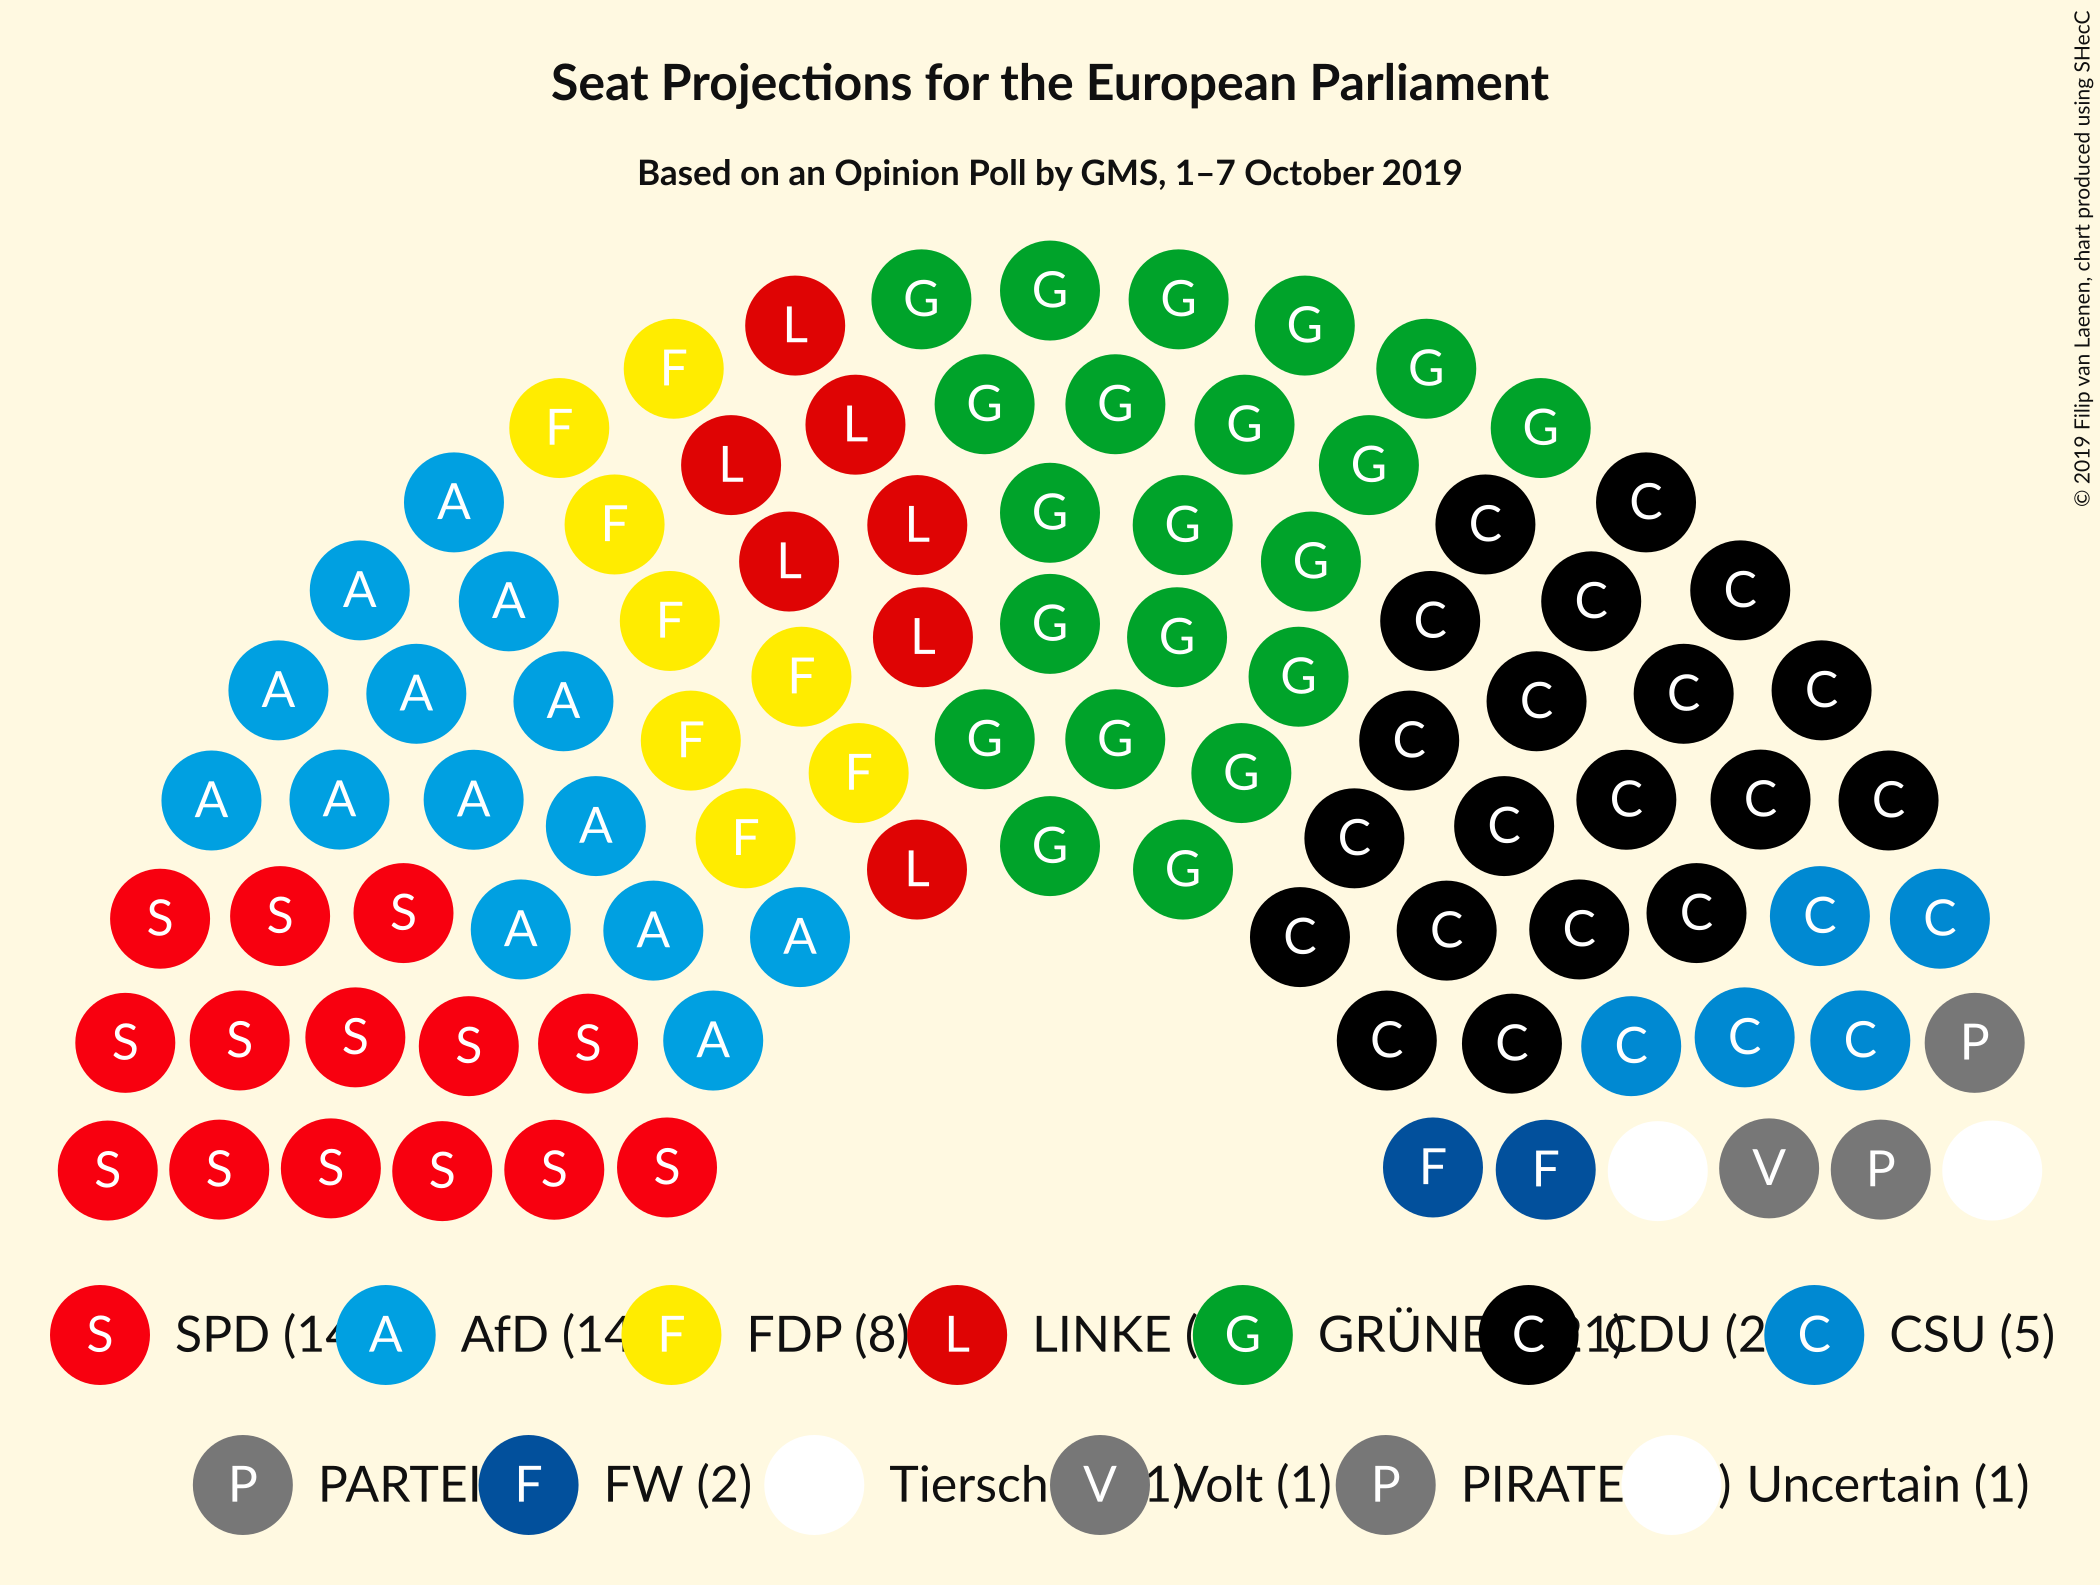 Seat Projections for the European Parliament
Based on an Opinion Poll by GMS, 1–7 October 2019
© 2019 Filip van Laenen, chart produced using SHecC
G G G
L G
F G
F G G G
L G
A F L G C
C
A F L G G C
A L G
A F L G G C C
A A F G C C
A F C C
A F G G C
A A A F G C C C C
A F C
S S S A A A L G G C C C C C C
S S S S S A C C C C C P
S S S S S S F F V P
S SPD (14 A AfD (14 F FDP (8) L LINKE ( G GRÜNE C 21) CDU (2 C CSU (5)
P PARTEI F FW (2) Tiersch V 1) Volt (1) P PIRATE ) Uncertain (1)